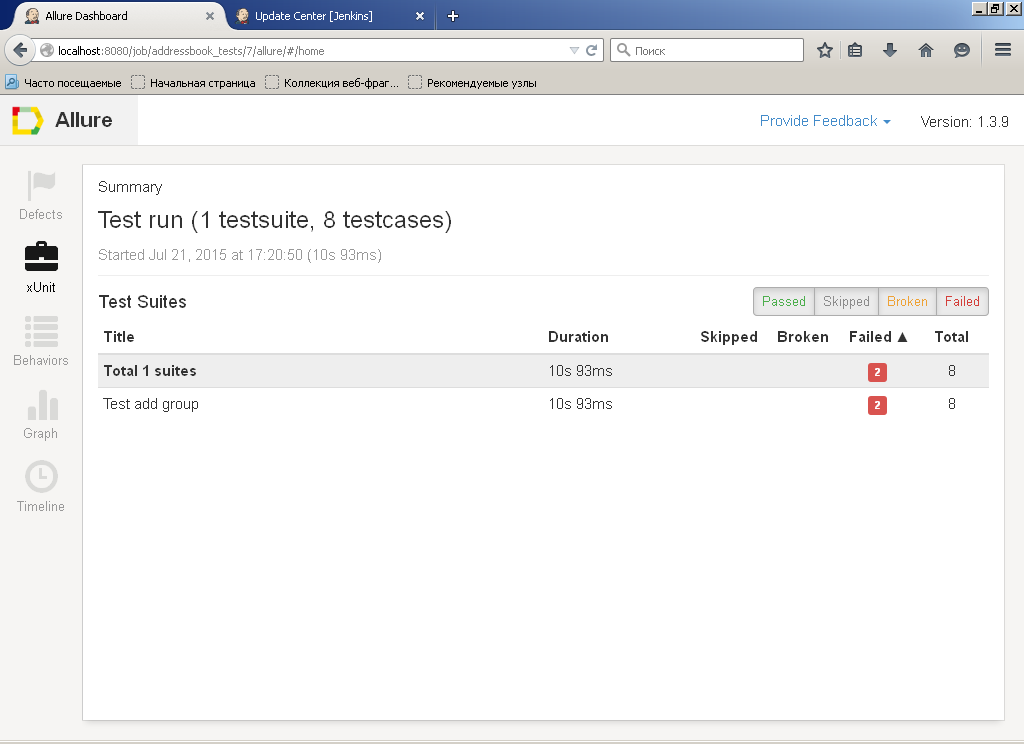 Allure Dashboard
Update Center [Jenkins]
localhost:8080/job/addressbook_tests/7/allure/#/home
Поиск
Часто посещаемые
Начальная страница
Коллекция веб-фраг...
Рекомендуемые узлы
Allure
Provide Feedback
Version: 1.3.9
Defects
xUnit
Behaviors
Graph
Timeline
Summary
Test run (1 testsuite, 8 testcases)
Started Jul 21, 2015 at 17:20:50 (10s 93ms)
Test Suites
Passed Skipped Broken Failed
Title Duration Skipped Broken Failed ▲ Total
Total 1 suites 10s 93ms 2 8
Test add group 10s 93ms 2 8